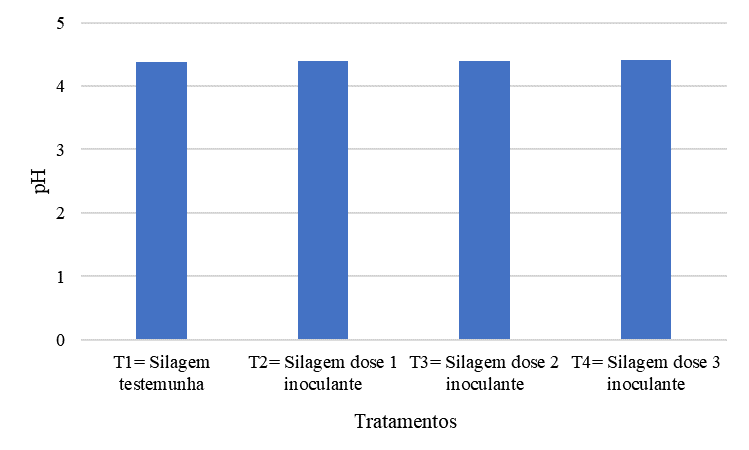 5
4
3
2
1
0
pH
T1= Silagem
testemunha
T2= Silagem dose 1
inoculante
T3= Silagem dose 2
inoculante
T4= Silagem dose 3
inoculante
Tratamentos